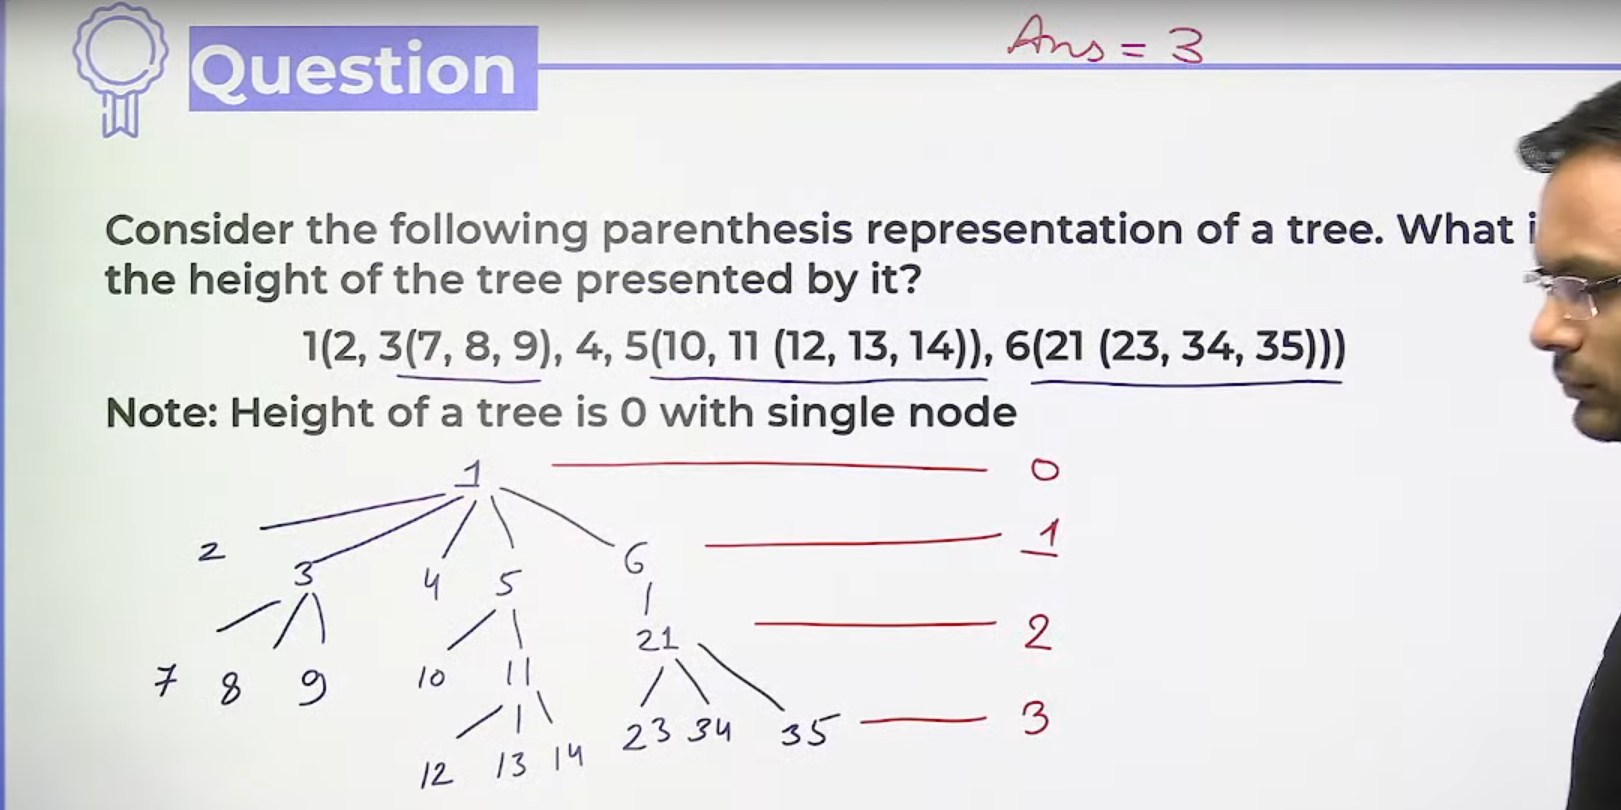 Ans = 3
Question
Consider the following parenthesis representation of a tree. What i
the height of the tree presented by it?
1(2, 3(7, 8, 9), 4, 5(10, 11 (12, 13, 14)), 6(21 (23, 34, 35)))
Note: Height of a tree is 0 with single node
1 0
2 3 4 5 6 1
7 8 9 10 11 21 2
12 13 14 23 34 35 3